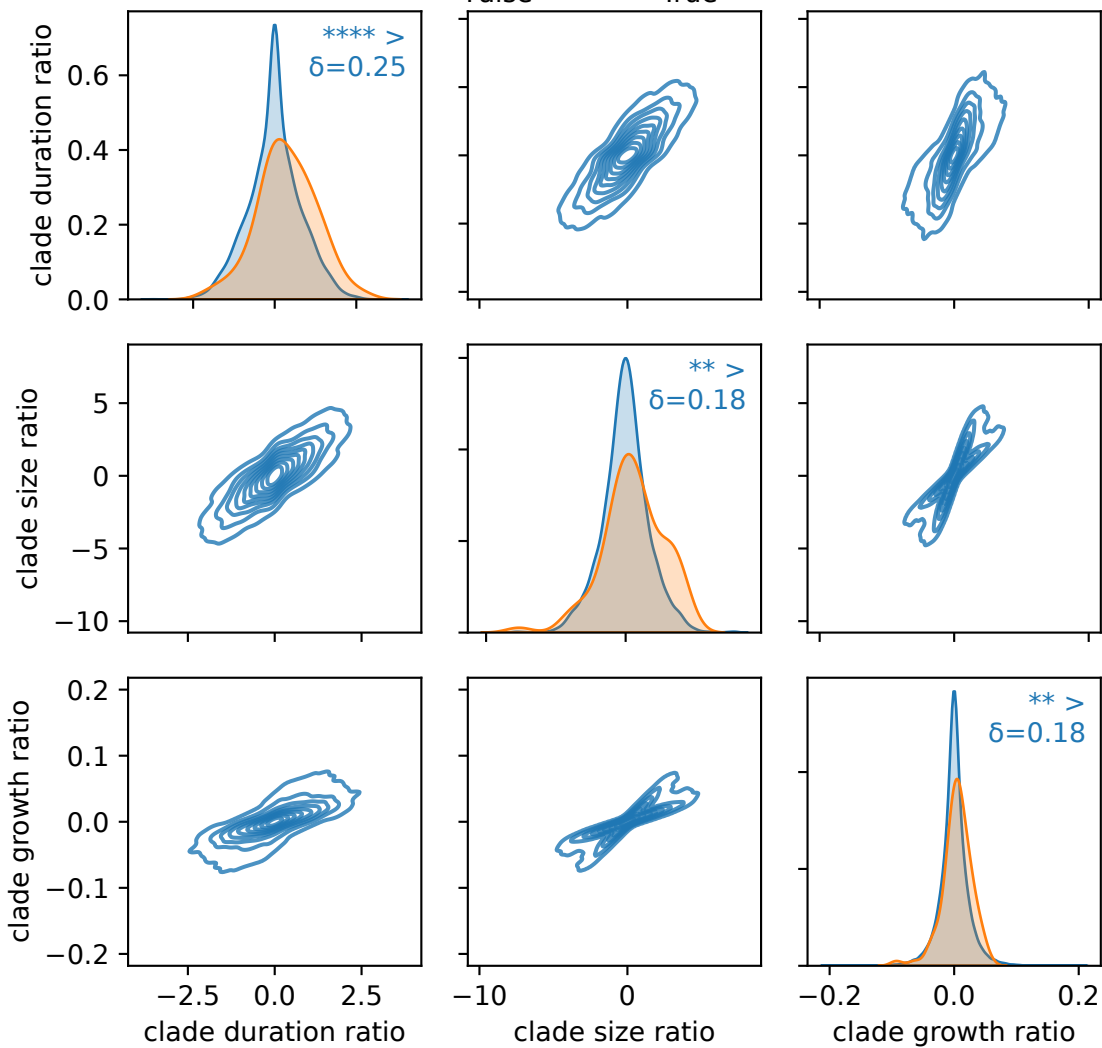 True
clade duration ratio
0.6
0.4
0.2
0.0
**** >
δ=0.25
clade size ratio
5
0
−5
−10
** >
δ=0.18
clade growth ratio
0.2
0.1
0.0
−0.1
−0.2
** >
δ=0.18
−2.5
0.0
2.5
−10
0
−0.2
0.0
0.2
clade duration ratio
clade size ratio
clade growth ratio